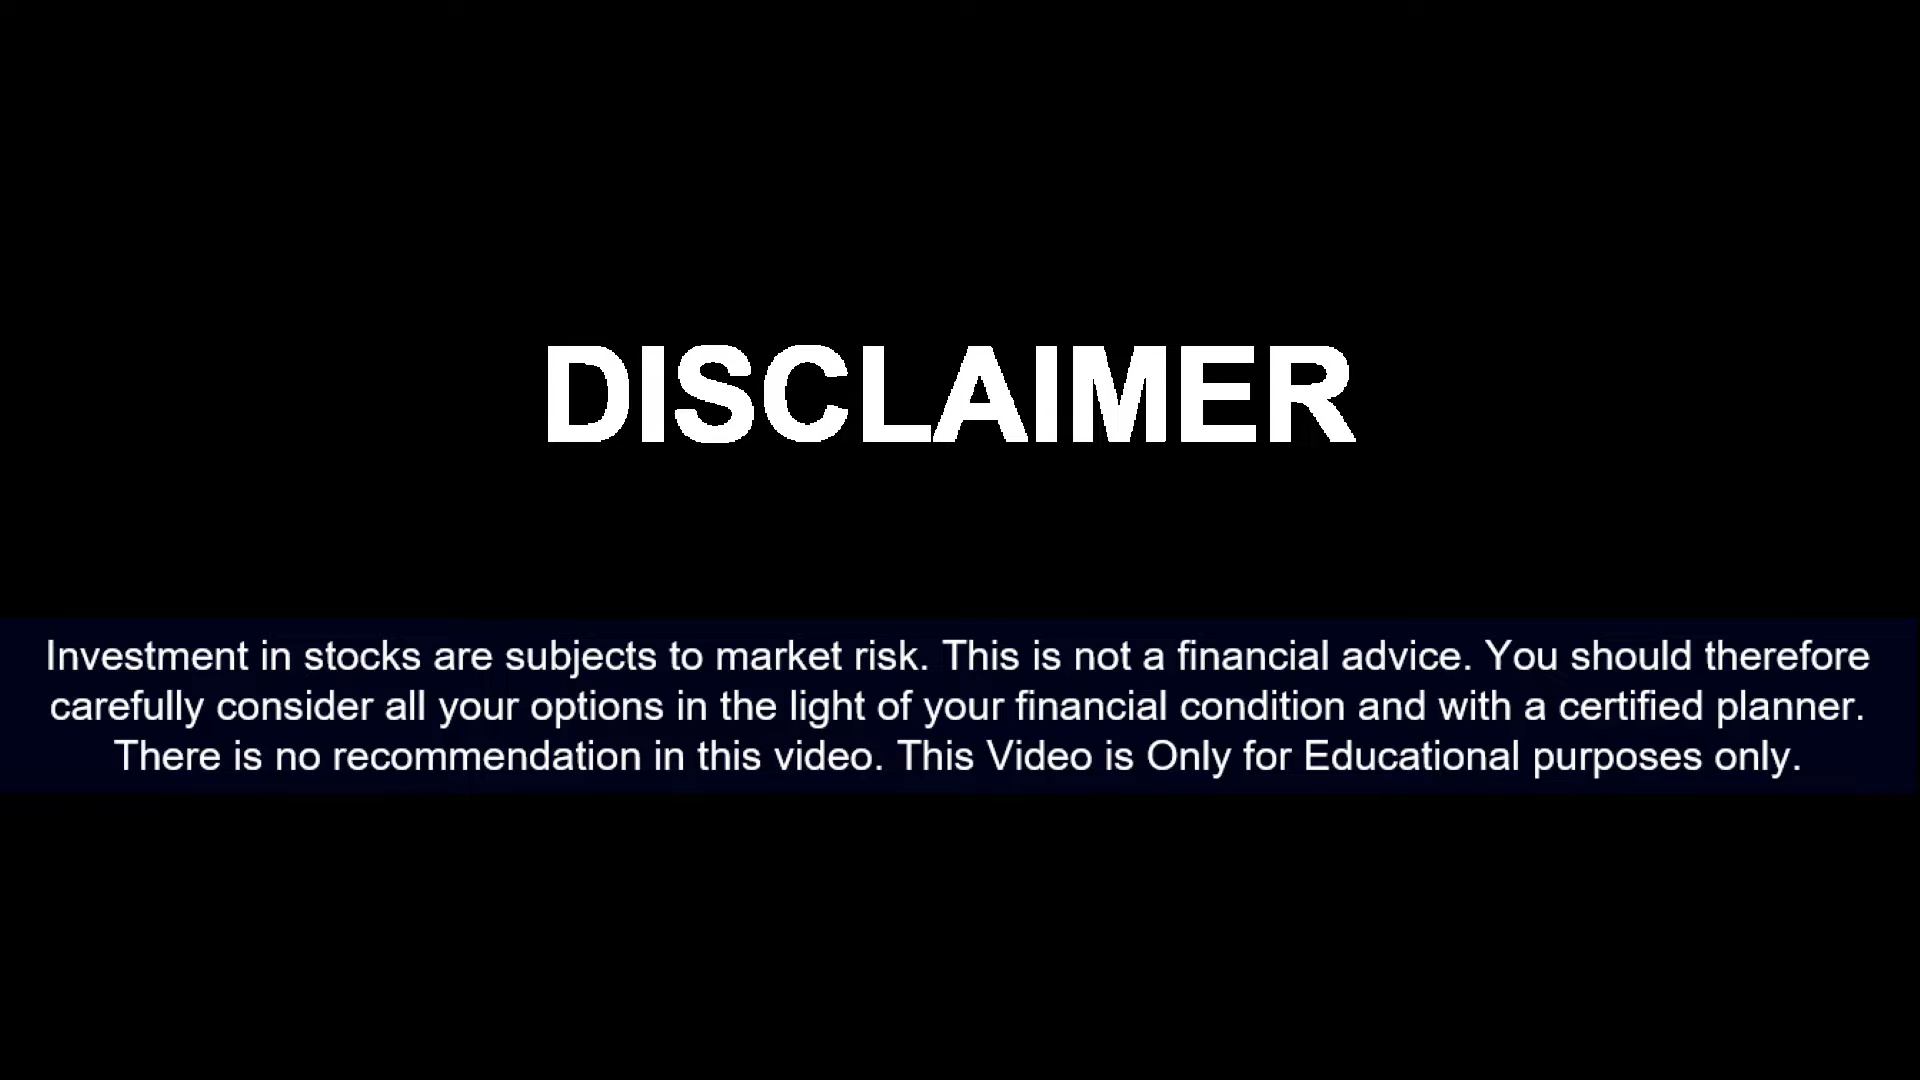 DISCLAIMER
Investment in stocks are subjects to market risk. This is not a financial advice. You should therefore
carefully consider all your options in the light of your financial condition and with a certified planner.
There is no recommendation in this video. This Video is Only for Educational purposes only.